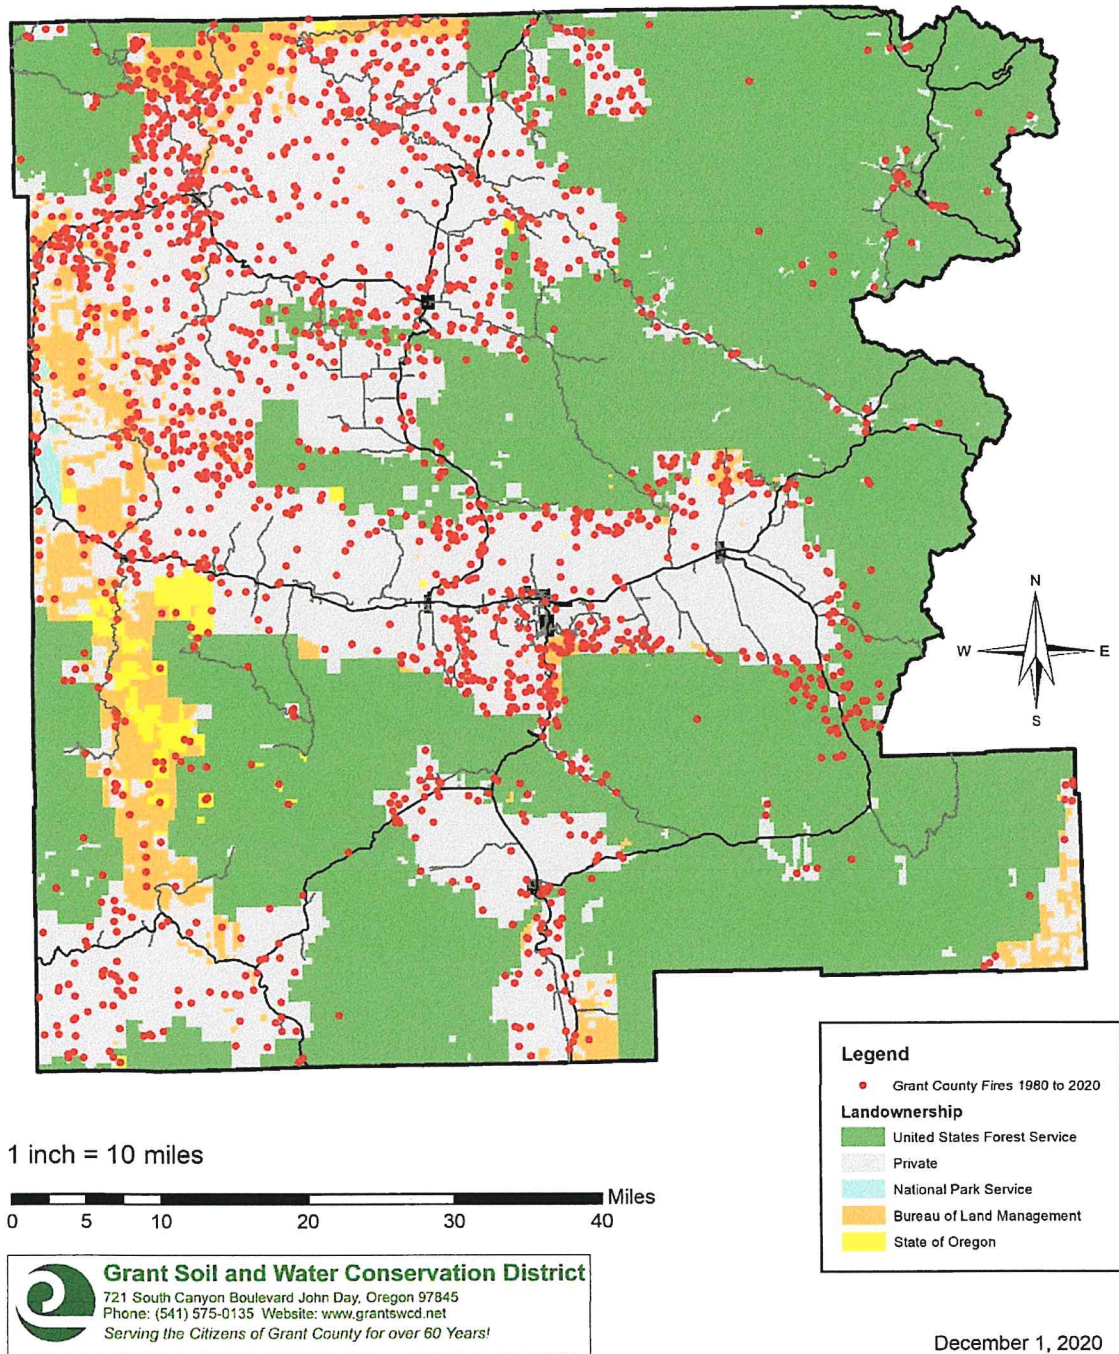 N
W
E
S
Legend
Grant County Fires 1980 to 2020
Landownership
United States Forest Service
Private
National Park Service
Bureau of Land Management
State of Oregon
1 inch = 10 miles
Miles
0 5 10 20 30 40
Grant Soil and Water Conservation District
721 South Canyon Boulevard John Day, Oregon 97845
Phone: (541) 575-0135 Website: www.grantswcd.net
Serving the Citizens of Grant County for over 60 Years!
December 1, 2020